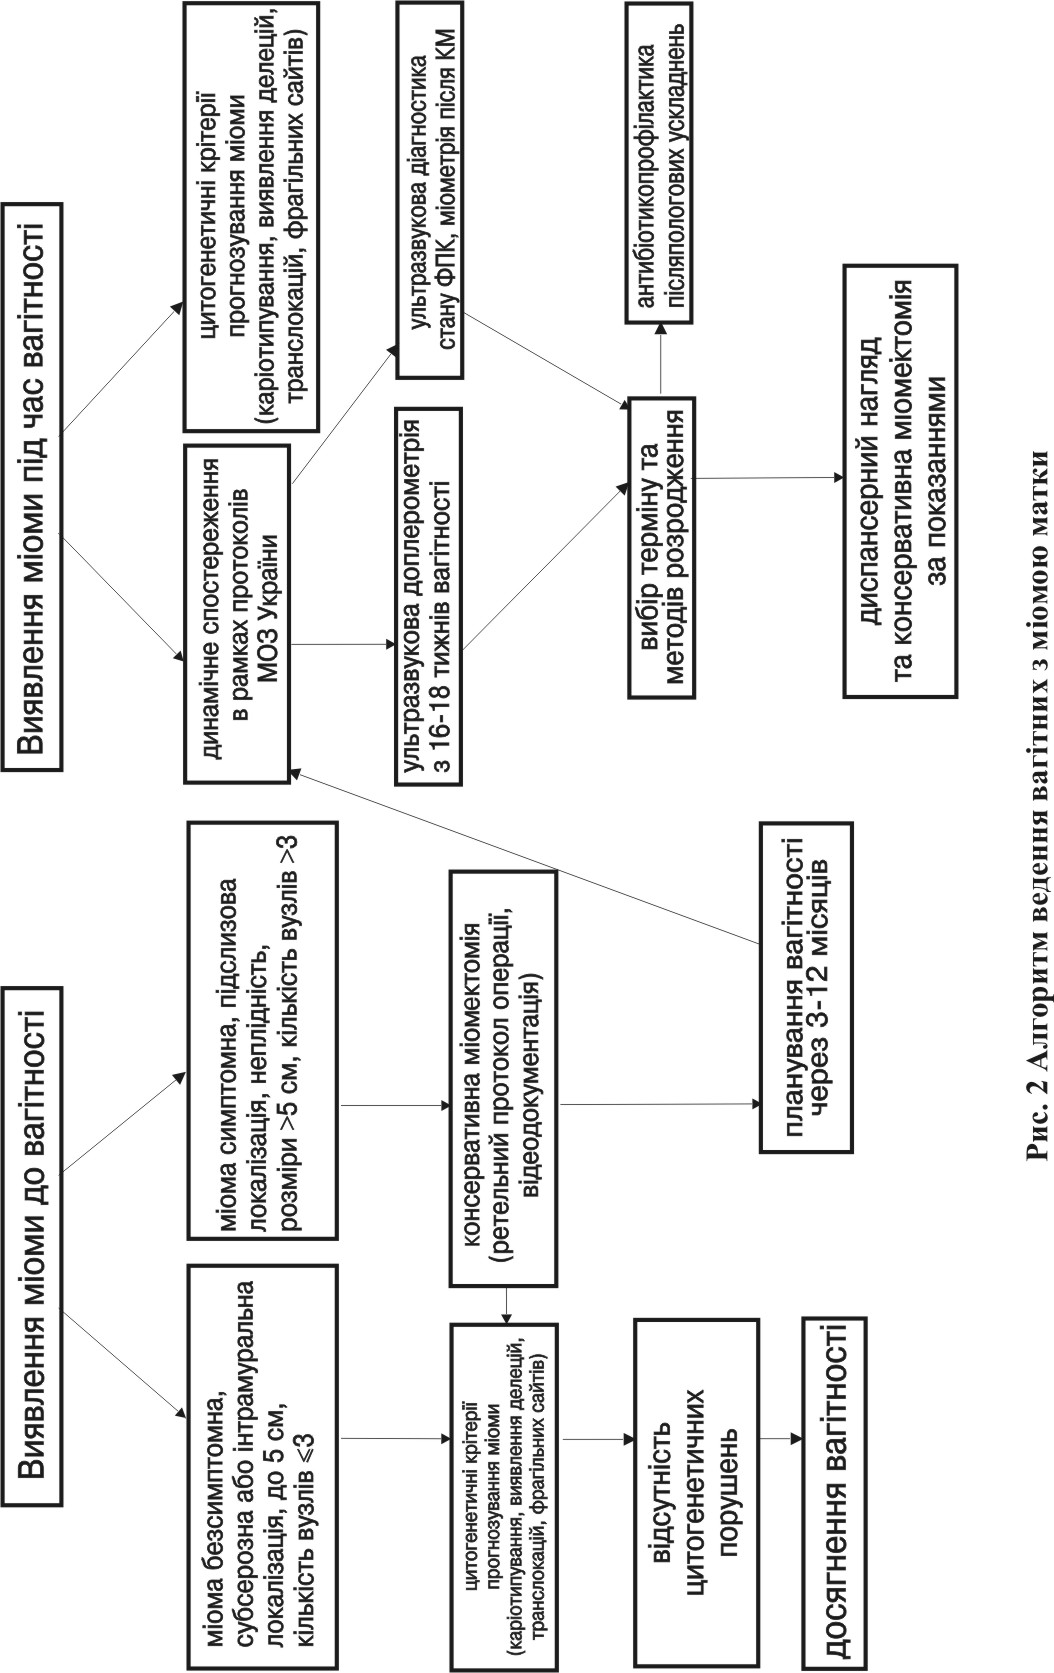 Виявлення міоми до вагітності
міома безсимптомна,
субсерозна або інтрамуральна
локалізація, до 5 см,
кількість вузлів ⩽3
міома симптомна, підслизова
локалізація, неплідність,
розміри >5 см, кількість вузлів >3
цитогенетичні крітерії
прогнозування міоми
(каріотипування, виявлення делецій,
транслокацій, фрагільних сайтів)
консервативна міомектомія
(ретельний протокол операції,
відеодокументація)
відсутність
цитогенетичних
порушень
досягнення вагітності
планування вагітності
через 3-12 місяців
Виявлення міоми під час вагітності
динамічне спостереження
в рамках протоколів
МОЗ України
цитогенетичні крітерії
прогнозування міоми
(каріотипування, виявлення делецій,
транслокацій, фрагільних сайтів)
ультразвукова доплерометрія
з 16-18 тижнів вагітності
ультразвукова діагностика
стану ФПК, міометрія після КМ
вибір терміну та
методів розродження
антибіотикопрофілактика
післяпологових ускладнень
диспансерний нагляд
та консервативна міомектомія
за показаннями
Рис. 2 Алгоритм ведення вагітних з міомою матки